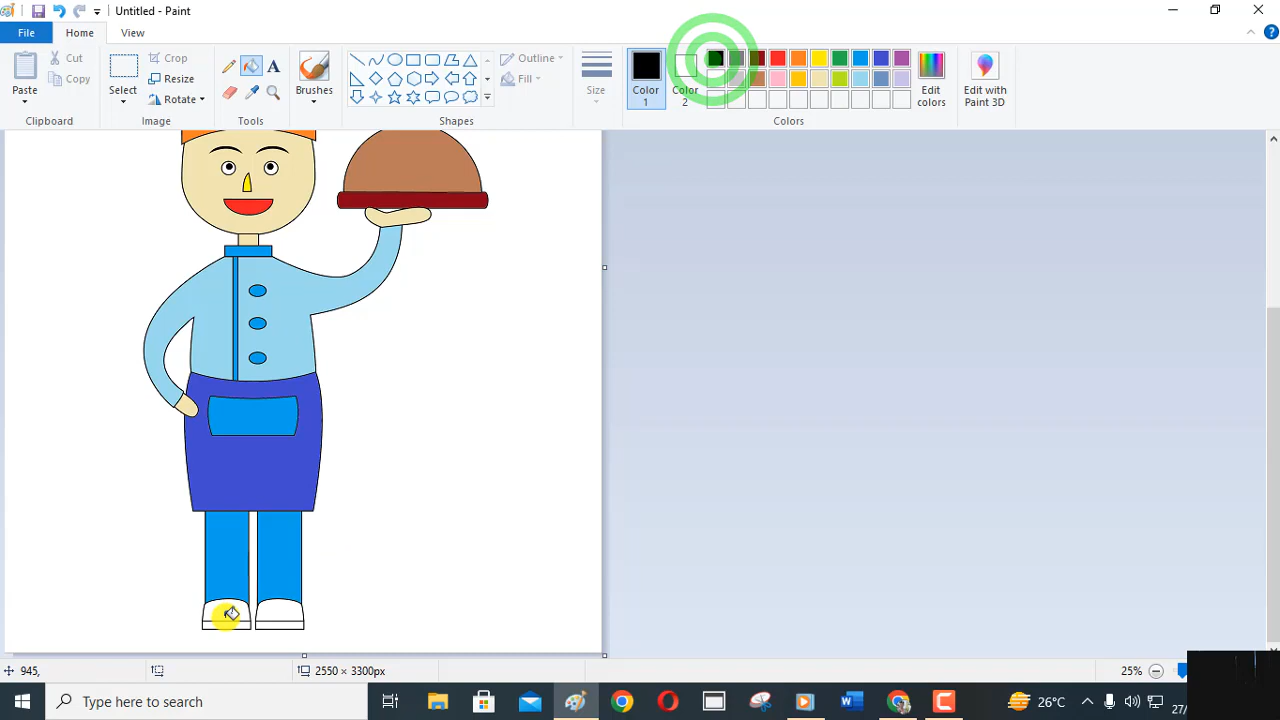 Untitled - Paint
File
Home
View
Paste
Cut
Copy
Clipboard
Select
Crop
Resize
Rotate
Image
A
Tools
Brushes
Outline
Fill
Shapes
Size
Color 1
Color 2
Edit colors
Colors
Edit with Paint 3D
945,
2550 × 3300px
25%
Type here to search
26°C
27/